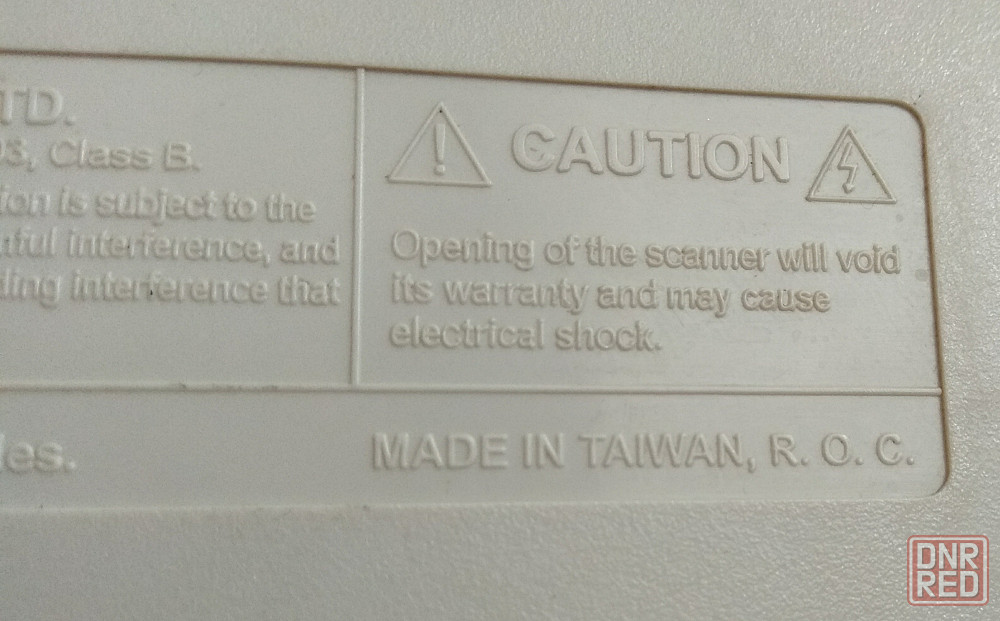 TD.
03, Class B.
ion is subject to the
nful interference, and
ding interference that
CAUTION
Opening of the scanner will void
its warranty and may cause
electrical shock.
les.
MADE IN TAIWAN, R. O. C.
DNR
RED